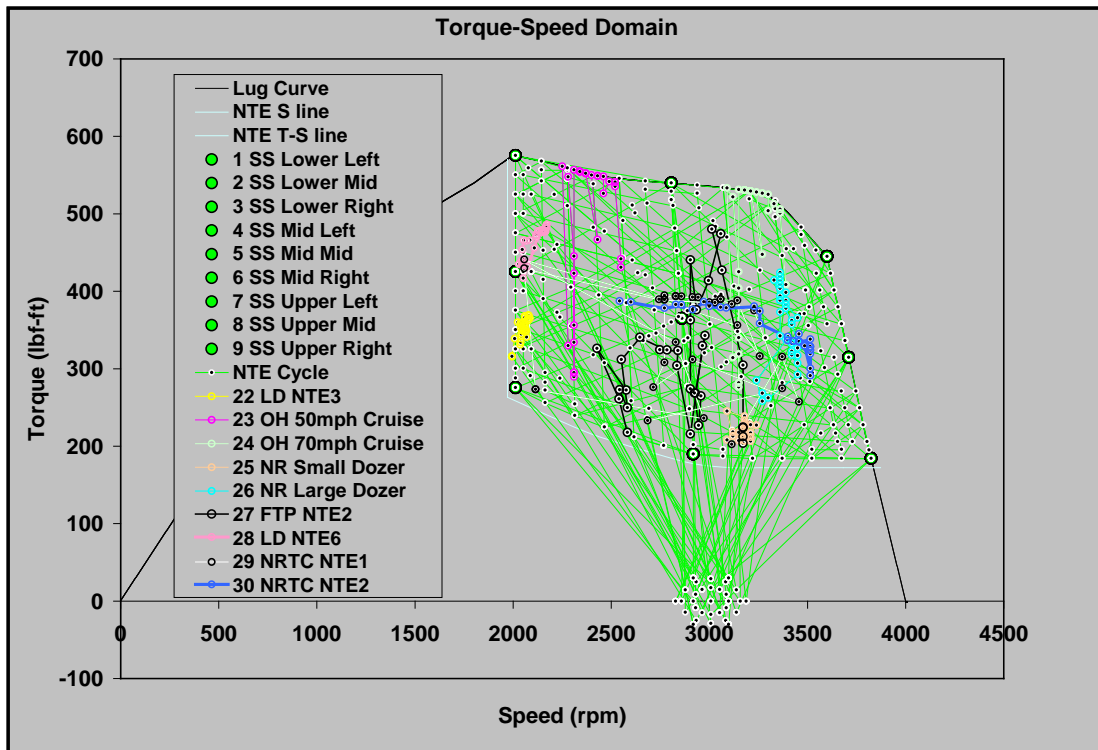 Torque-Speed Domain
700
600
500
400
300
200
100
0
-100
Torque (lbf-ft)
Lug Curve
NTE S line
NTE T-S line
1 SS Lower Left
2 SS Lower Mid
3 SS Lower Right
4 SS Mid Left
5 SS Mid Mid
6 SS Mid Right
7 SS Upper Left
8 SS Upper Mid
9 SS Upper Right
NTE Cycle
22 LD NTE3
23 OH 50mph Cruise
24 OH 70mph Cruise
25 NR Small Dozer
26 NR Large Dozer
27 FTP NTE2
28 LD NTE6
29 NRTC NTE1
30 NRTC NTE2
0 500 1000 1500 2000 2500 3000 3500 4000 4500
Speed (rpm)